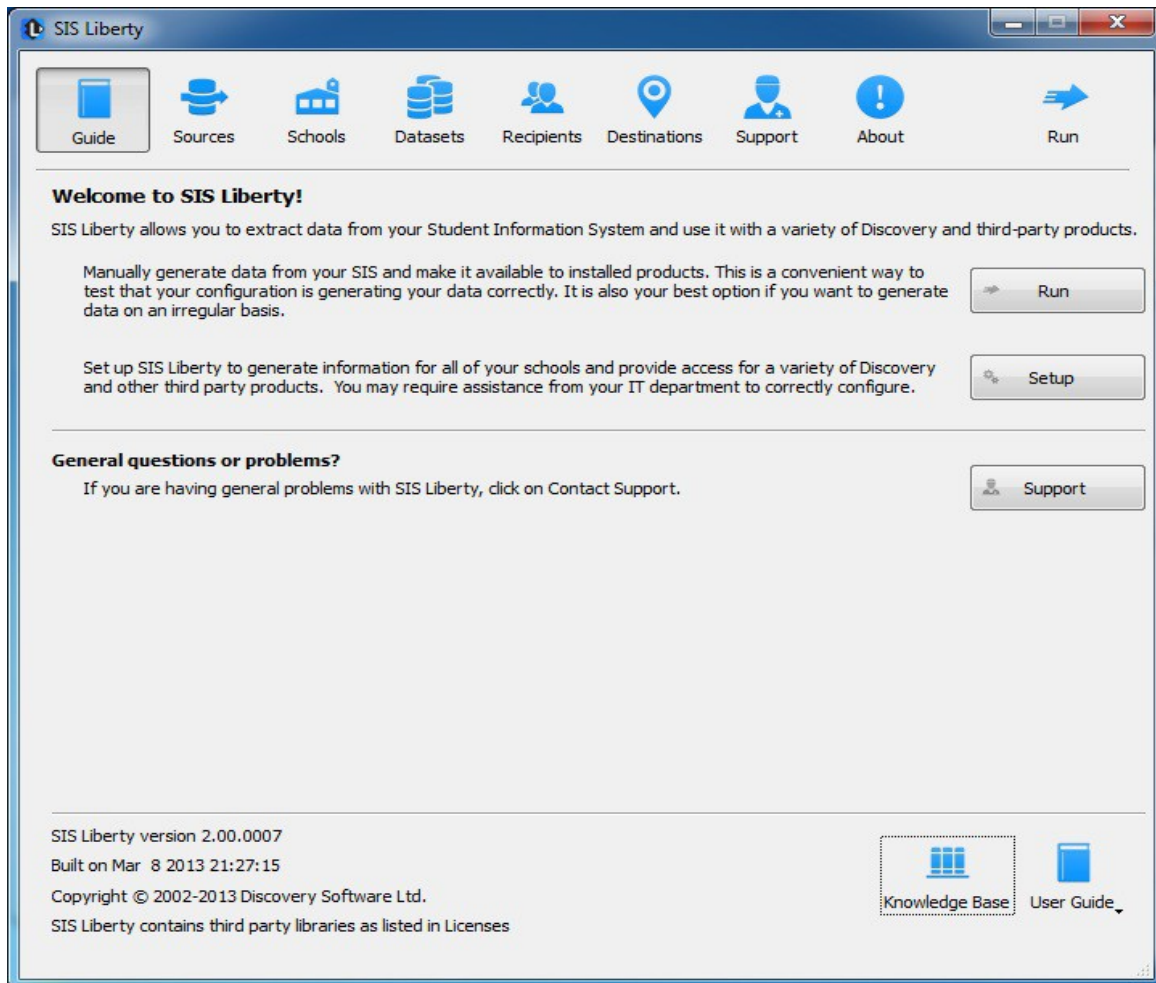 SIS Liberty
Guide Sources Schools Datasets Recipients Destinations Support About Run
Welcome to SIS Liberty!
SIS Liberty allows you to extract data from your Student Information System and use it with a variety of Discovery and third-party products.
Manually generate data from your SIS and make it available to installed products. This is a convenient way to
test that your configuration is generating your data correctly. It is also your best option if you want to generate
data on an irregular basis.
Run
Set up SIS Liberty to generate information for all of your schools and provide access for a variety of Discovery
and other third party products.  You may require assistance from your IT department to correctly configure.
Setup
General questions or problems?
If you are having general problems with SIS Liberty, click on Contact Support.
Support
SIS Liberty version 2.00.0007
Built on Mar  8 2013 21:27:15
Copyright © 2002-2013 Discovery Software Ltd.
SIS Liberty contains third party libraries as listed in Licenses
Knowledge Base User Guide